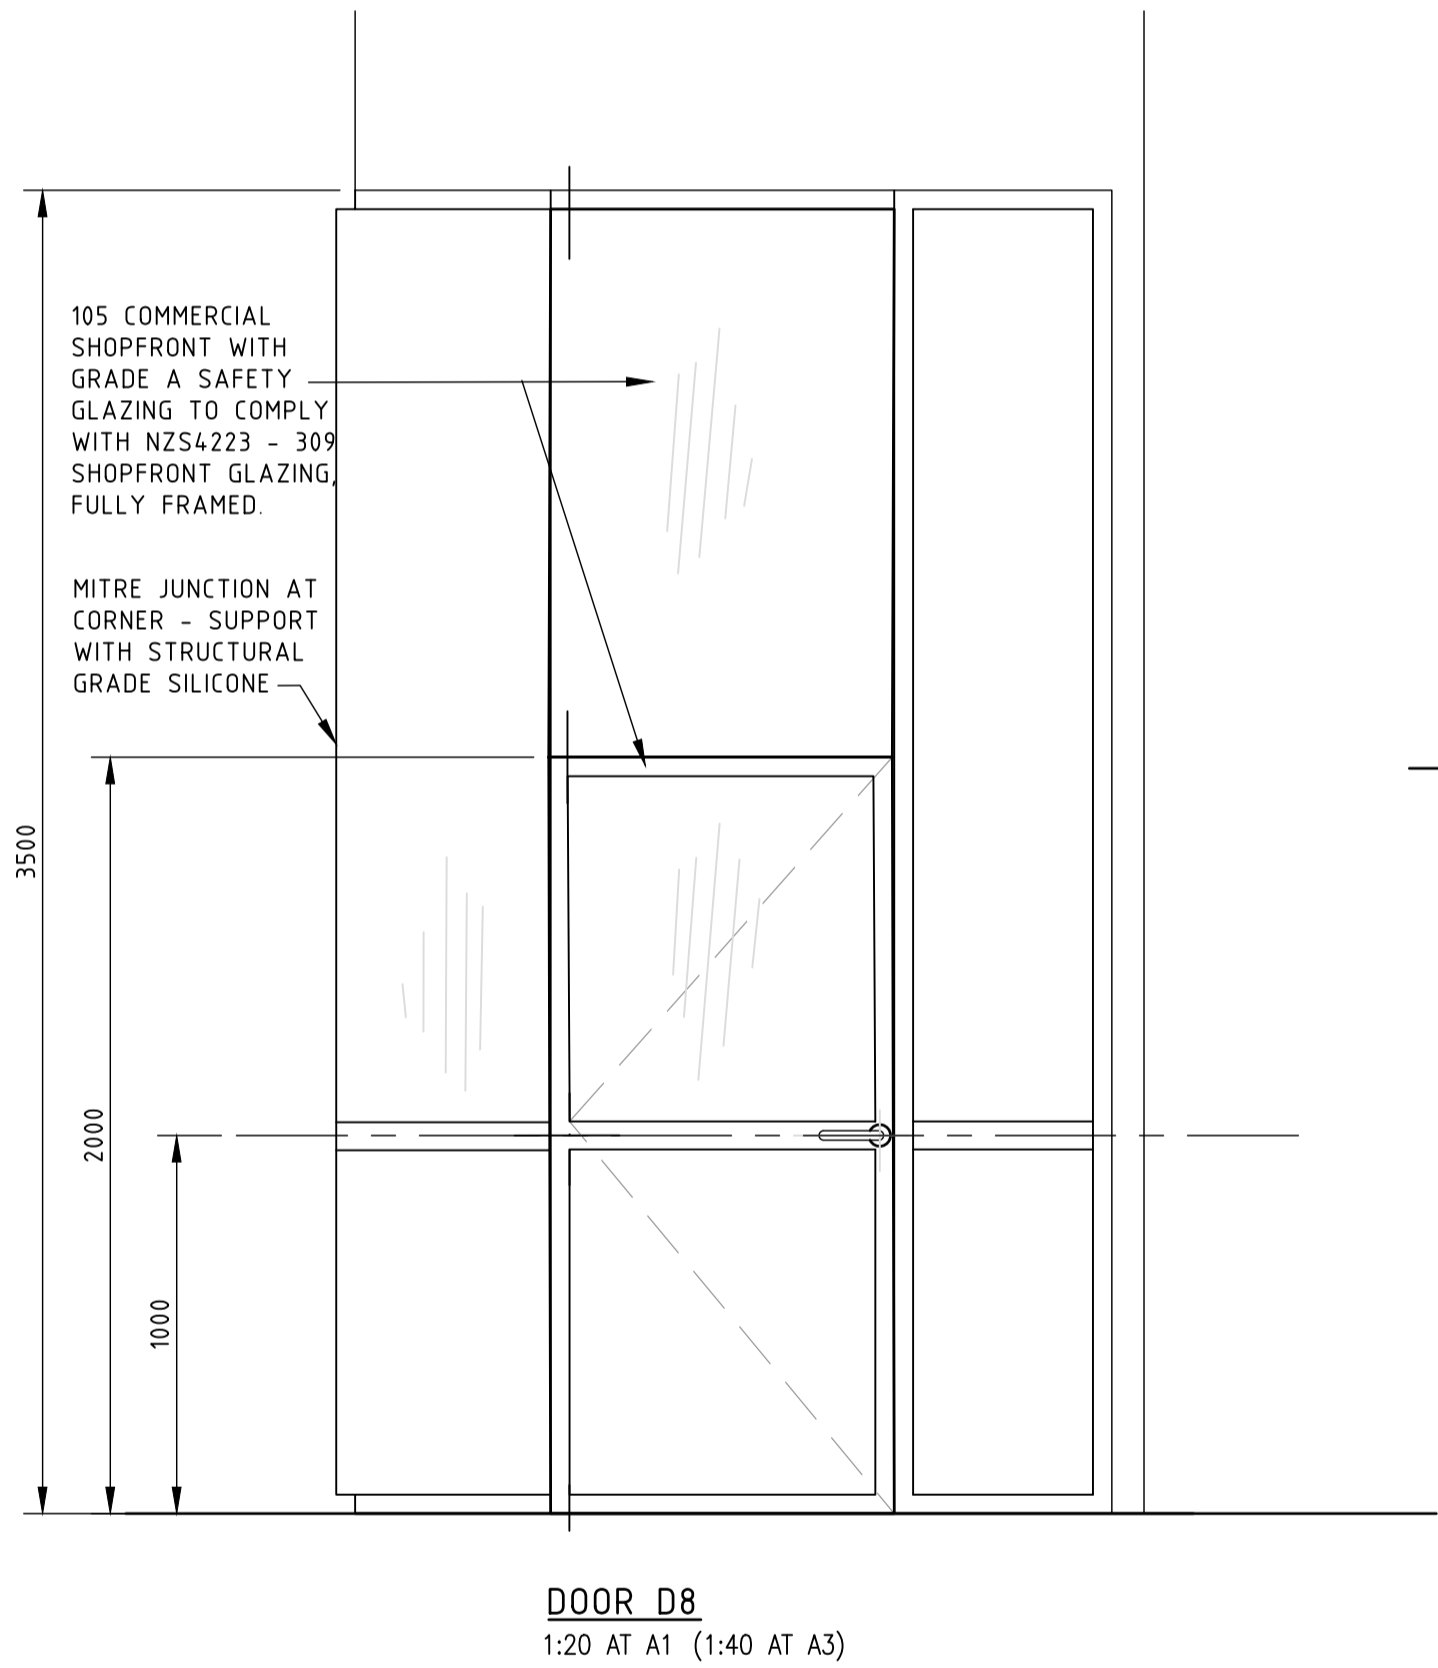 105 COMMERCIAL
SHOPFRONT WITH
GRADE A SAFETY
GLAZING TO COMPLY
WITH NZS4223 - 309
SHOPFRONT GLAZING,
FULLY FRAMED.
MITRE JUNCTION AT
CORNER - SUPPORT
WITH STRUCTURAL
GRADE SILICONE
3500
2000
1000
DOOR D8
1:20 AT A1 (1:40 AT A3)